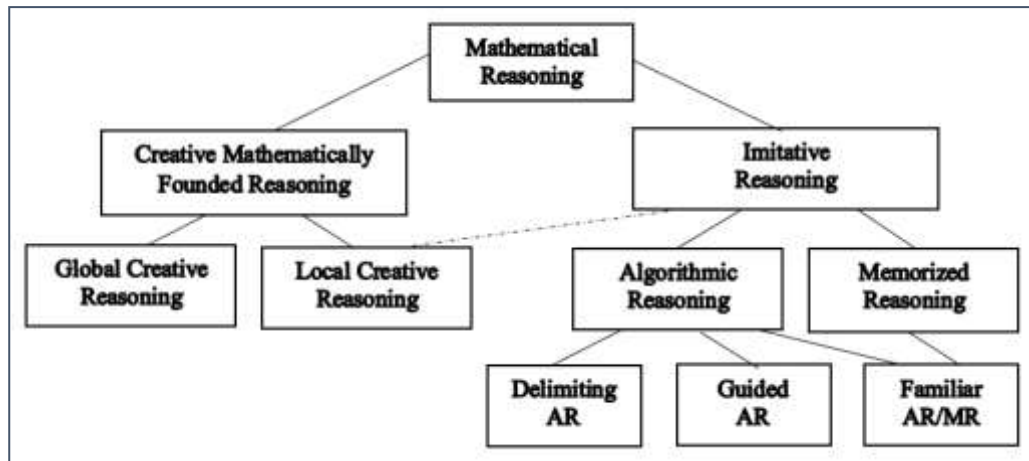 Mathematical
Reasoning
Creative Mathematically
Founded Reasoning
Imitative
Reasoning
Global Creative
Reasoning
Local Creative
Reasoning
Algorithmic
Reasoning
Memorized
Reasoning
Delimiting
AR
Guided
AR
Familiar
AR/MR